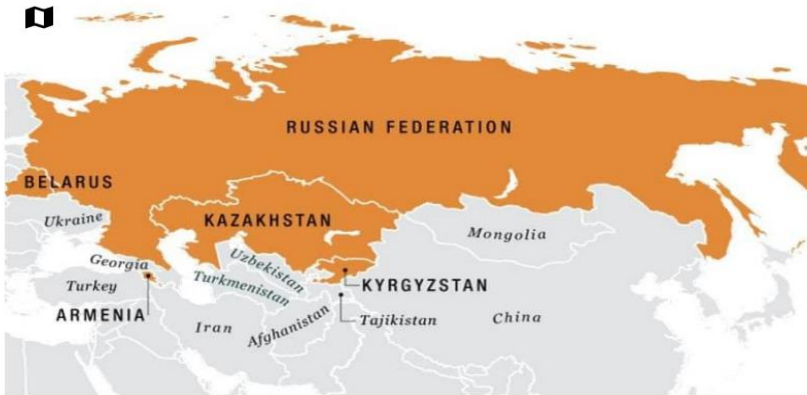 RUSSIAN FEDERATION
BELARUS
Ukraine
KAZAKHSTAN
Mongolia
Georgia
Uzbekistan
Turkey
Turkmenistan
KYRGYZSTAN
ARMENIA
Iran
Afghanistan
Tajikistan
China